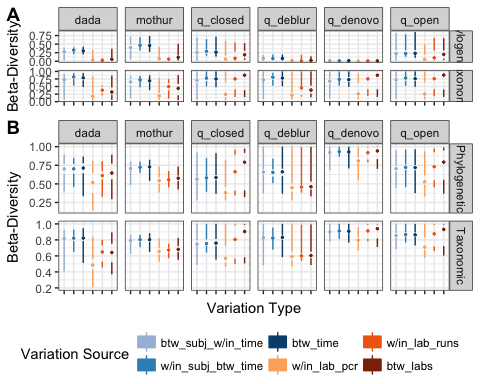 A
dada mothur q_closed q_deblur q_denovo q_open
Beta-Diversity
0.75
0.50
0.25
0.00
1.00
0.75
0.50
0.25
0.00
B
dada mothur q_closed q_deblur q_denovo q_open
Beta-Diversity
1.00
0.75
0.50
0.25
Phylogenetic
1.0
0.8
0.6
0.4
0.2
Taxonomic
Variation Type
Variation Source
btw_subj_w/in_time btw_time w/in_lab_runs
w/in_subj_btw_time w/in_lab_pcr btw_labs